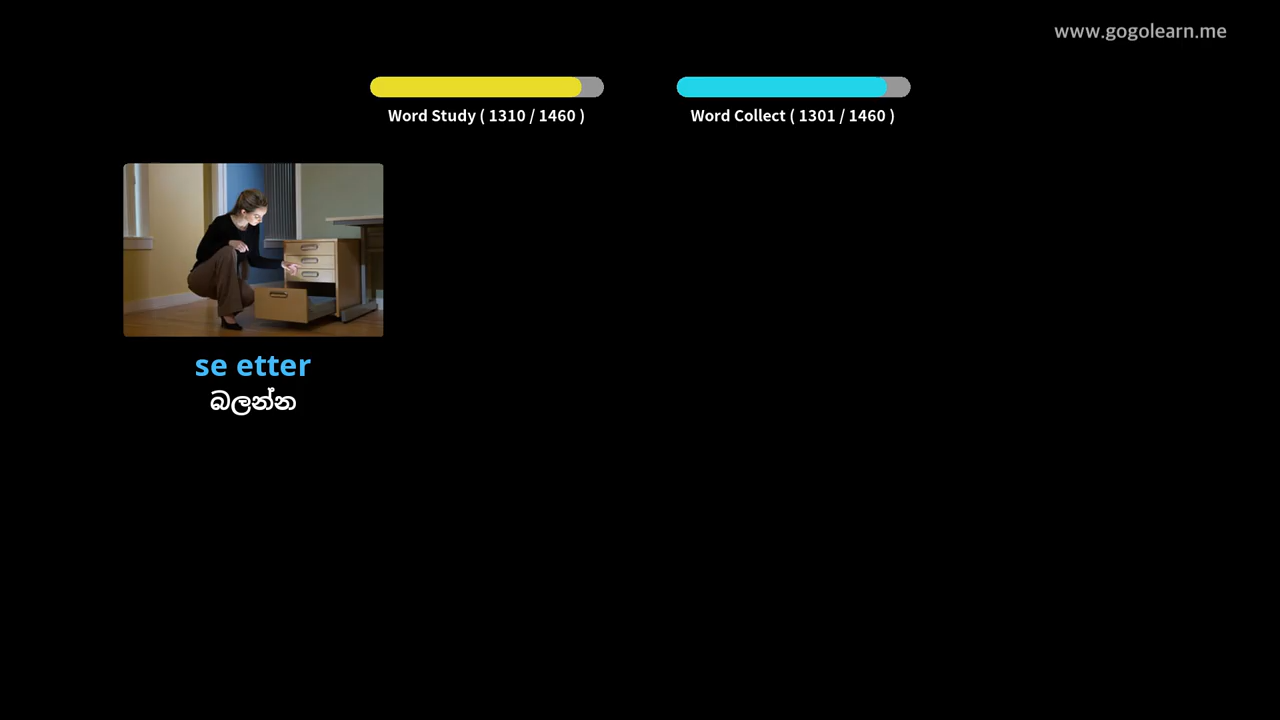 www.gogolearn.me
Word Study ( 1310 / 1460 )
Word Collect ( 1301 / 1460 )
se etter
බලන්න